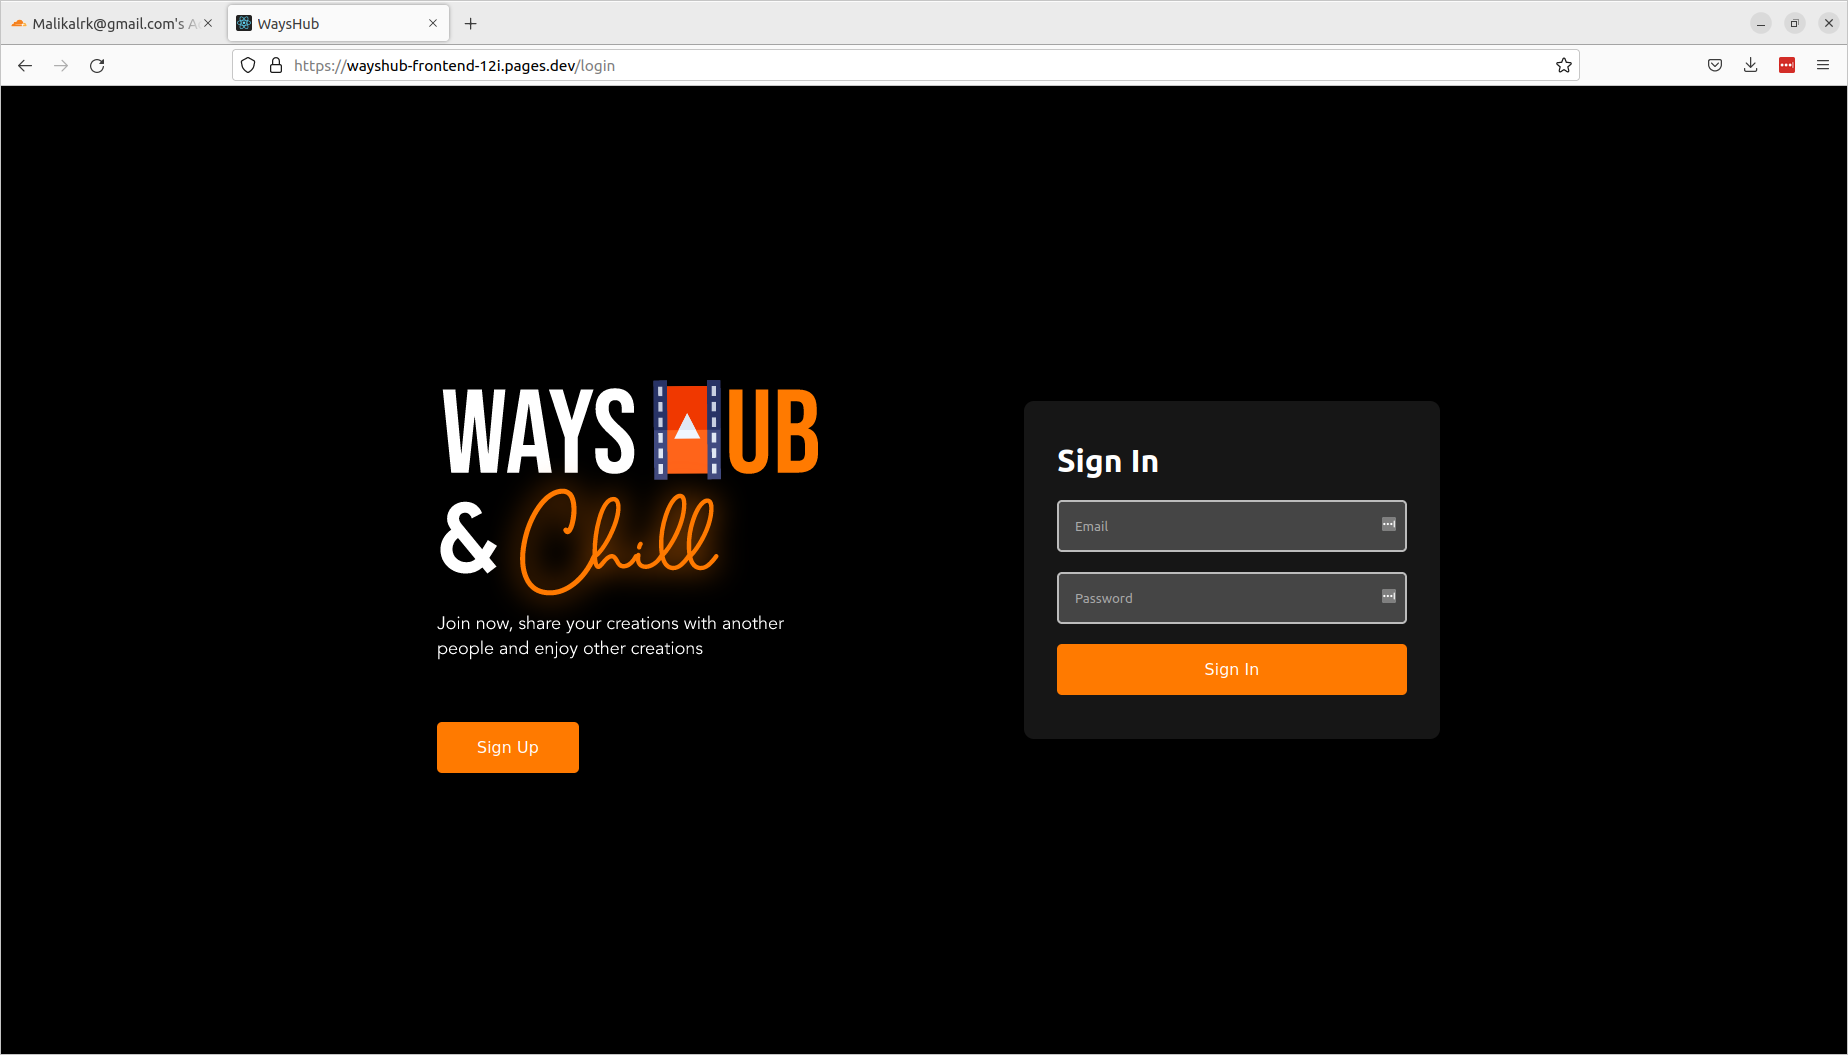 Malikalrk@gmail.com's A
WaysHub
https://wayshub-frontend-12i.pages.dev/login
WAYS HUB
& Chill
Join now, share your creations with another
people and enjoy other creations
Sign Up
Sign In
Email
Password
Sign In